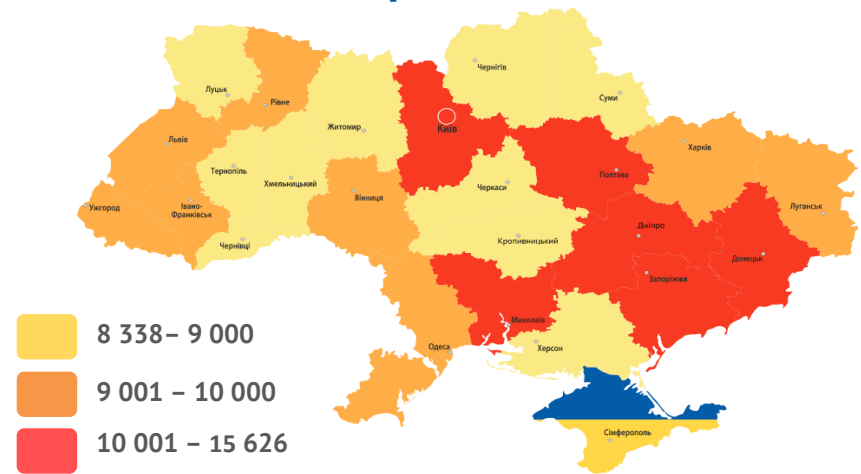 Чернігів
Луцьк
Суми
Рівне
Житомир
Київ
Львів
Харків
Тернопіль
Полтава
Хмельницький
Черкаси
Вінниця
Ужгород
Івано-
Франківськ
Луганськ
Дніпро
Чернівці
Кропивницький
Донецьк
Запоріжжя
Миколаїв
8 338– 9 000
Одеса
Херсон
9 001 – 10 000
10 001 – 15 626
Сімферополь